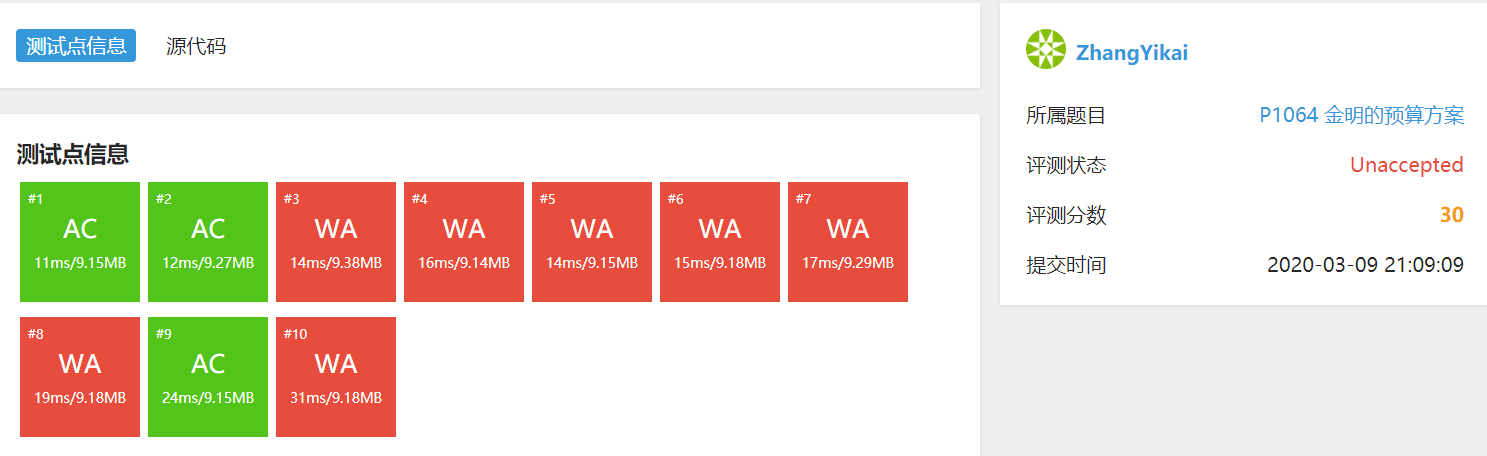 测试点信息 源代码
测试点信息
#1 #2 #3 #4 #5 #6 #7
AC AC WA WA WA WA WA
11ms/9.15MB 12ms/9.27MB 14ms/9.38MB 16ms/9.14MB 14ms/9.15MB 15ms/9.18MB 17ms/9.29MB
#8 #9 #10
WA AC WA
19ms/9.18MB 24ms/9.15MB 31ms/9.18MB
ZhangYikai
所属题目 P1064 金明的预算方案
评测状态 Unaccepted
评测分数 30
提交时间 2020-03-09 21:09:09